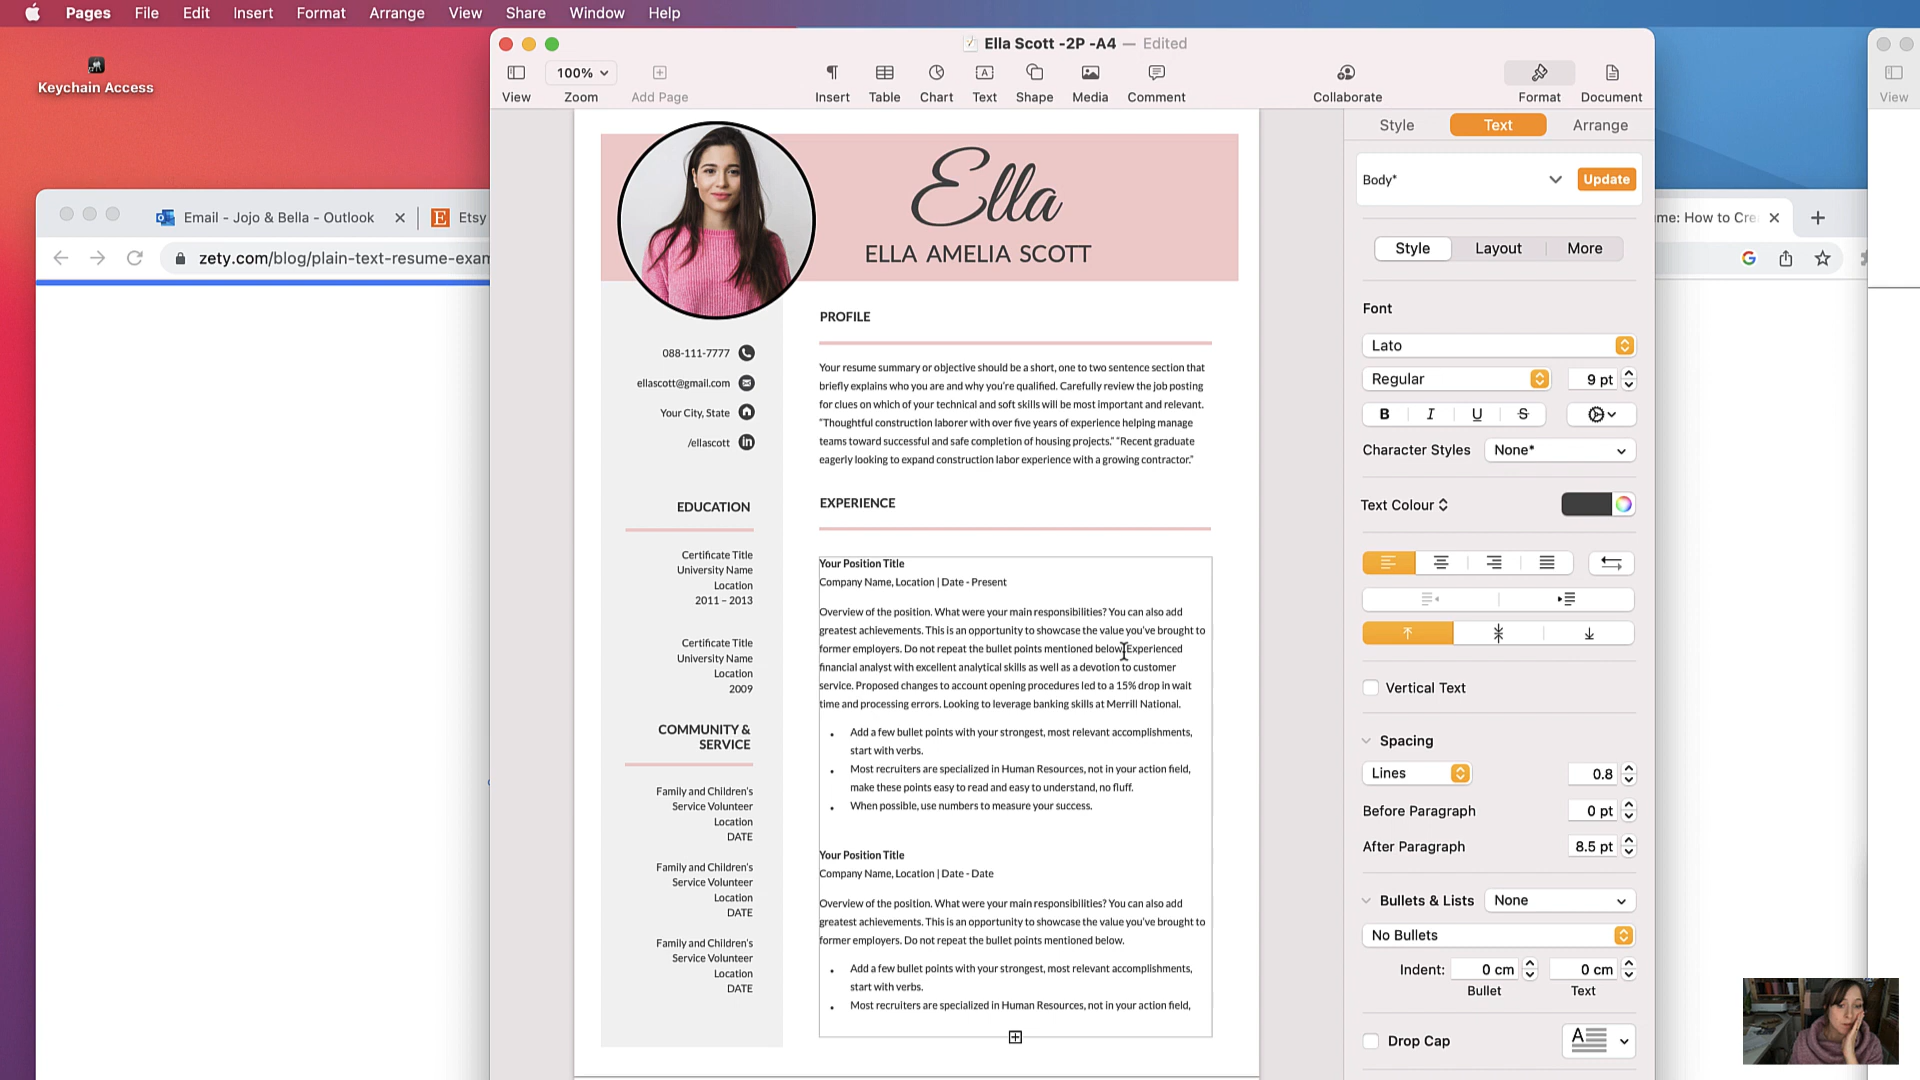 Pages File Edit Insert Format Arrange View Share Window Help
Keychain Access
Ella Scott -2P -A4 — Edited
100%
View Zoom Add Page Insert Table Chart Text Shape Media Comment Collaborate Format Document
View
Email - Jojo & Bella - Outlook
Etsy
zety.com/blog/plain-text-resume-exam
me: How to Cre
Ella
ELLA AMELIA SCOTT
088-111-7777
ellascott@gmail.com
Your City, State
/ellascott
in
EDUCATION
Certificate Title
University Name
Location
2011 – 2013
Certificate Title
University Name
Location
2009
COMMUNITY &
SERVICE
Family and Children's
Service Volunteer
Location
DATE
Family and Children's
Service Volunteer
Location
DATE
Family and Children's
Service Volunteer
Location
DATE
PROFILE
Your resume summary or objective should be a short, one to two sentence section that
briefly explains who you are and why you're qualified. Carefully review the job posting
for clues on which of your technical and soft skills will be most important and relevant.
"Thoughtful construction laborer with over five years of experience helping manage
teams toward successful and safe completion of housing projects." "Recent graduate
eagerly looking to expand construction labor experience with a growing contractor."
EXPERIENCE
Your Position Title
Company Name, Location | Date - Present
Overview of the position. What were your main responsibilities? You can also add
greatest achievements. This is an opportunity to showcase the value you've brought to
former employers. Do not repeat the bullet points mentioned below. Experienced
financial analyst with excellent analytical skills as well as a devotion to customer
service. Proposed changes to account opening procedures led to a 15% drop in wait
time and processing errors. Looking to leverage banking skills at Merrill National.
• Add a few bullet points with your strongest, most relevant accomplishments,
start with verbs.
• Most recruiters are specialized in Human Resources, not in your action field,
make these points easy to read and easy to understand, no fluff.
• When possible, use numbers to measure your success.
Your Position Title
Company Name, Location | Date - Date
Overview of the position. What were your main responsibilities? You can also add
greatest achievements. This is an opportunity to showcase the value you've brought to
former employers. Do not repeat the bullet points mentioned below.
• Add a few bullet points with your strongest, most relevant accomplishments,
start with verbs.
• Most recruiters are specialized in Human Resources, not in your action field,
Style Text Arrange
Body* Update
Style Layout More
Font
Lato
Regular 9 pt
B I U S
Character Styles None*
Text Colour
Vertical Text
Spacing
Lines 0.8
Before Paragraph 0 pt
After Paragraph 8.5 pt
Bullets & Lists None
No Bullets
Indent: 0 cm 0 cm
Bullet Text
Drop Cap A